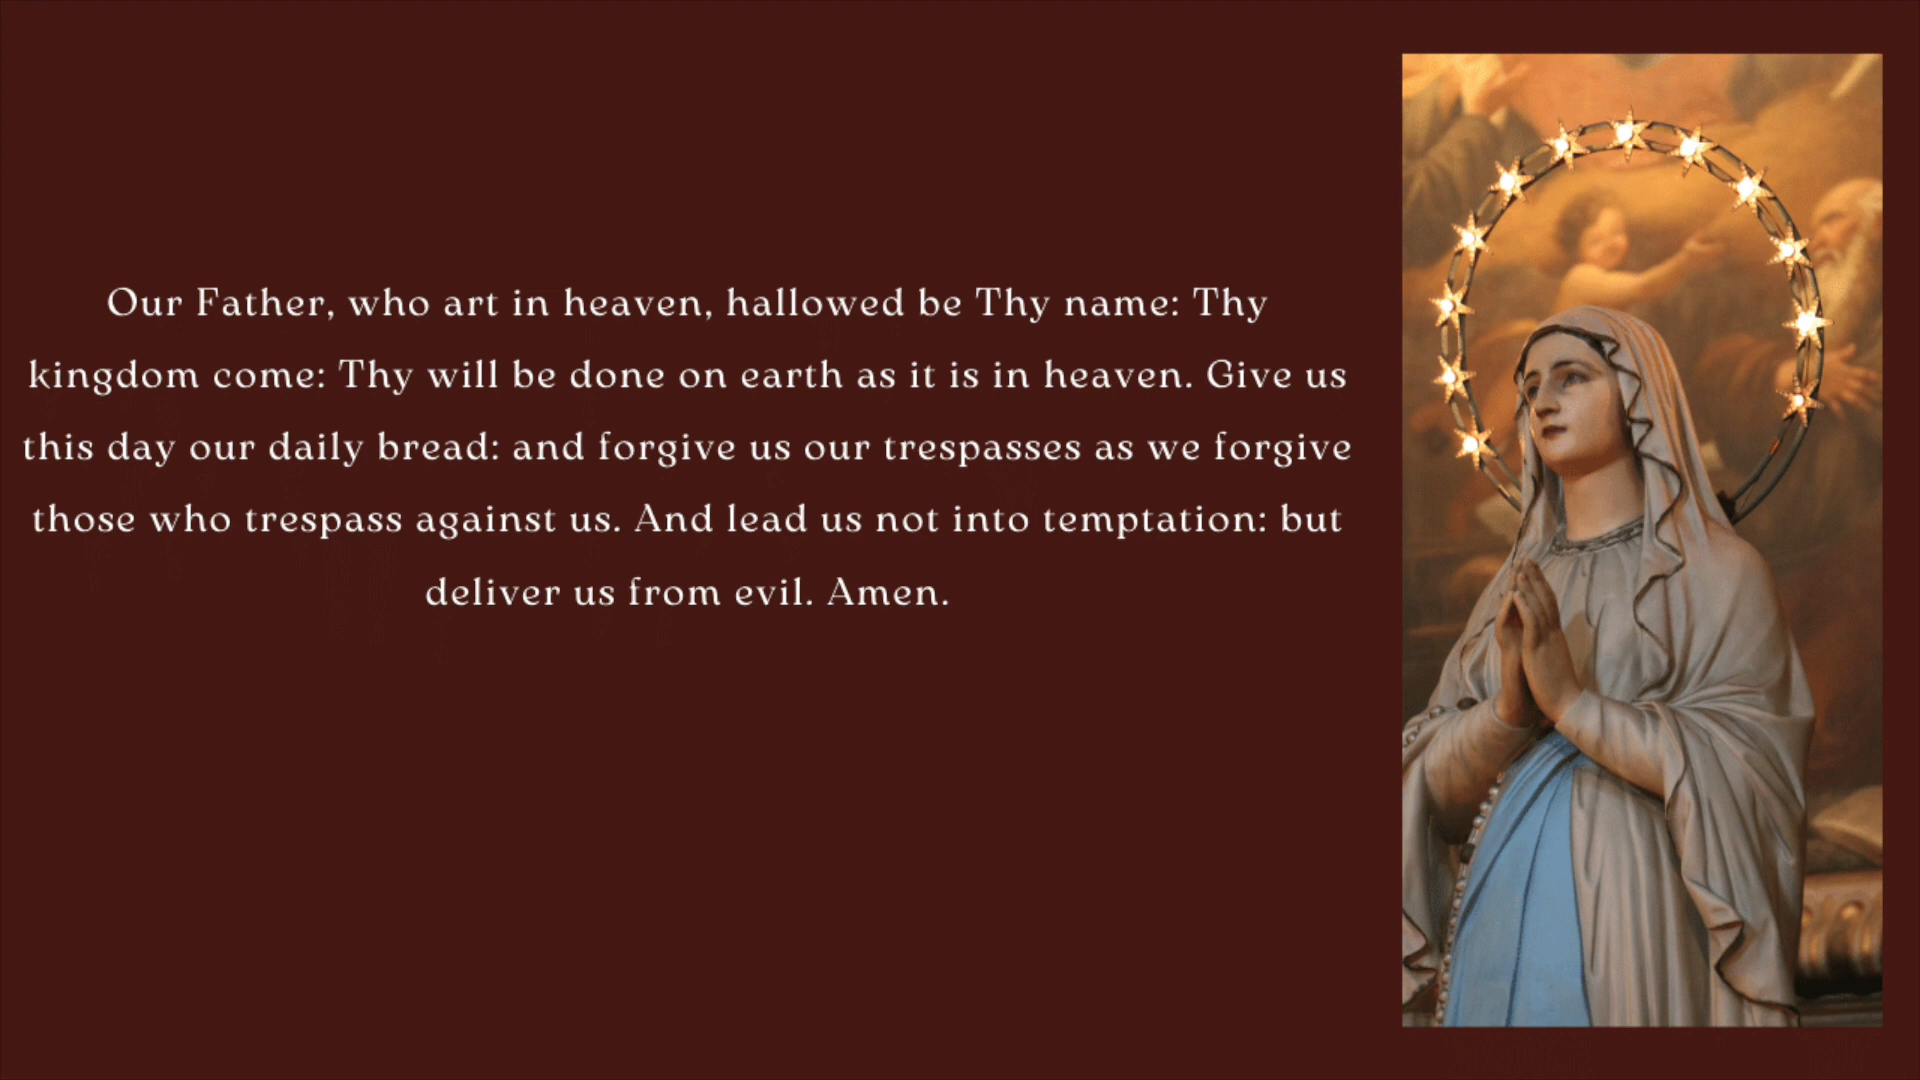 Our Father, who art in heaven, hallowed be Thy name: Thy
kingdom come: Thy will be done on earth as it is in heaven. Give us
this day our daily bread: and forgive us our trespasses as we forgive
those who trespass against us. And lead us not into temptation: but
deliver us from evil. Amen.